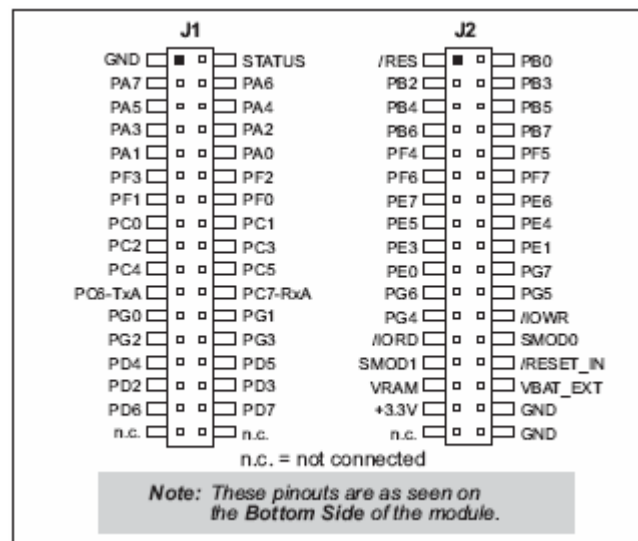 J1 J2
GND STATUS /RES PB0
PA7 PA6 PB2 PB3
PA5 PA4 PB4 PB5
PA3 PA2 PB6 PB7
PA1 PA0 PF4 PF5
PF3 PF2 PF6 PF7
PF1 PF0 PE7 PE6
PC0 PC1 PE5 PE4
PC2 PC3 PE3 PE1
PC4 PC5 PE0 PG7
PC6-TxA PC7-RxA PG6 PG5
PG0 PG1 PG4 /IOWR
PG2 PG3 /IORD SMOD0
PD4 PD5 SMOD1 /RESET_IN
PD2 PD3 VRAM VBAT_EXT
PD6 PD7 +3.3V GND
n.c. n.c. n.c. GND
n.c. = not connected
Note: These pinouts are as seen on
the Bottom Side of the module.